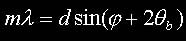 mλ = d sin(φ + 2θ_b)